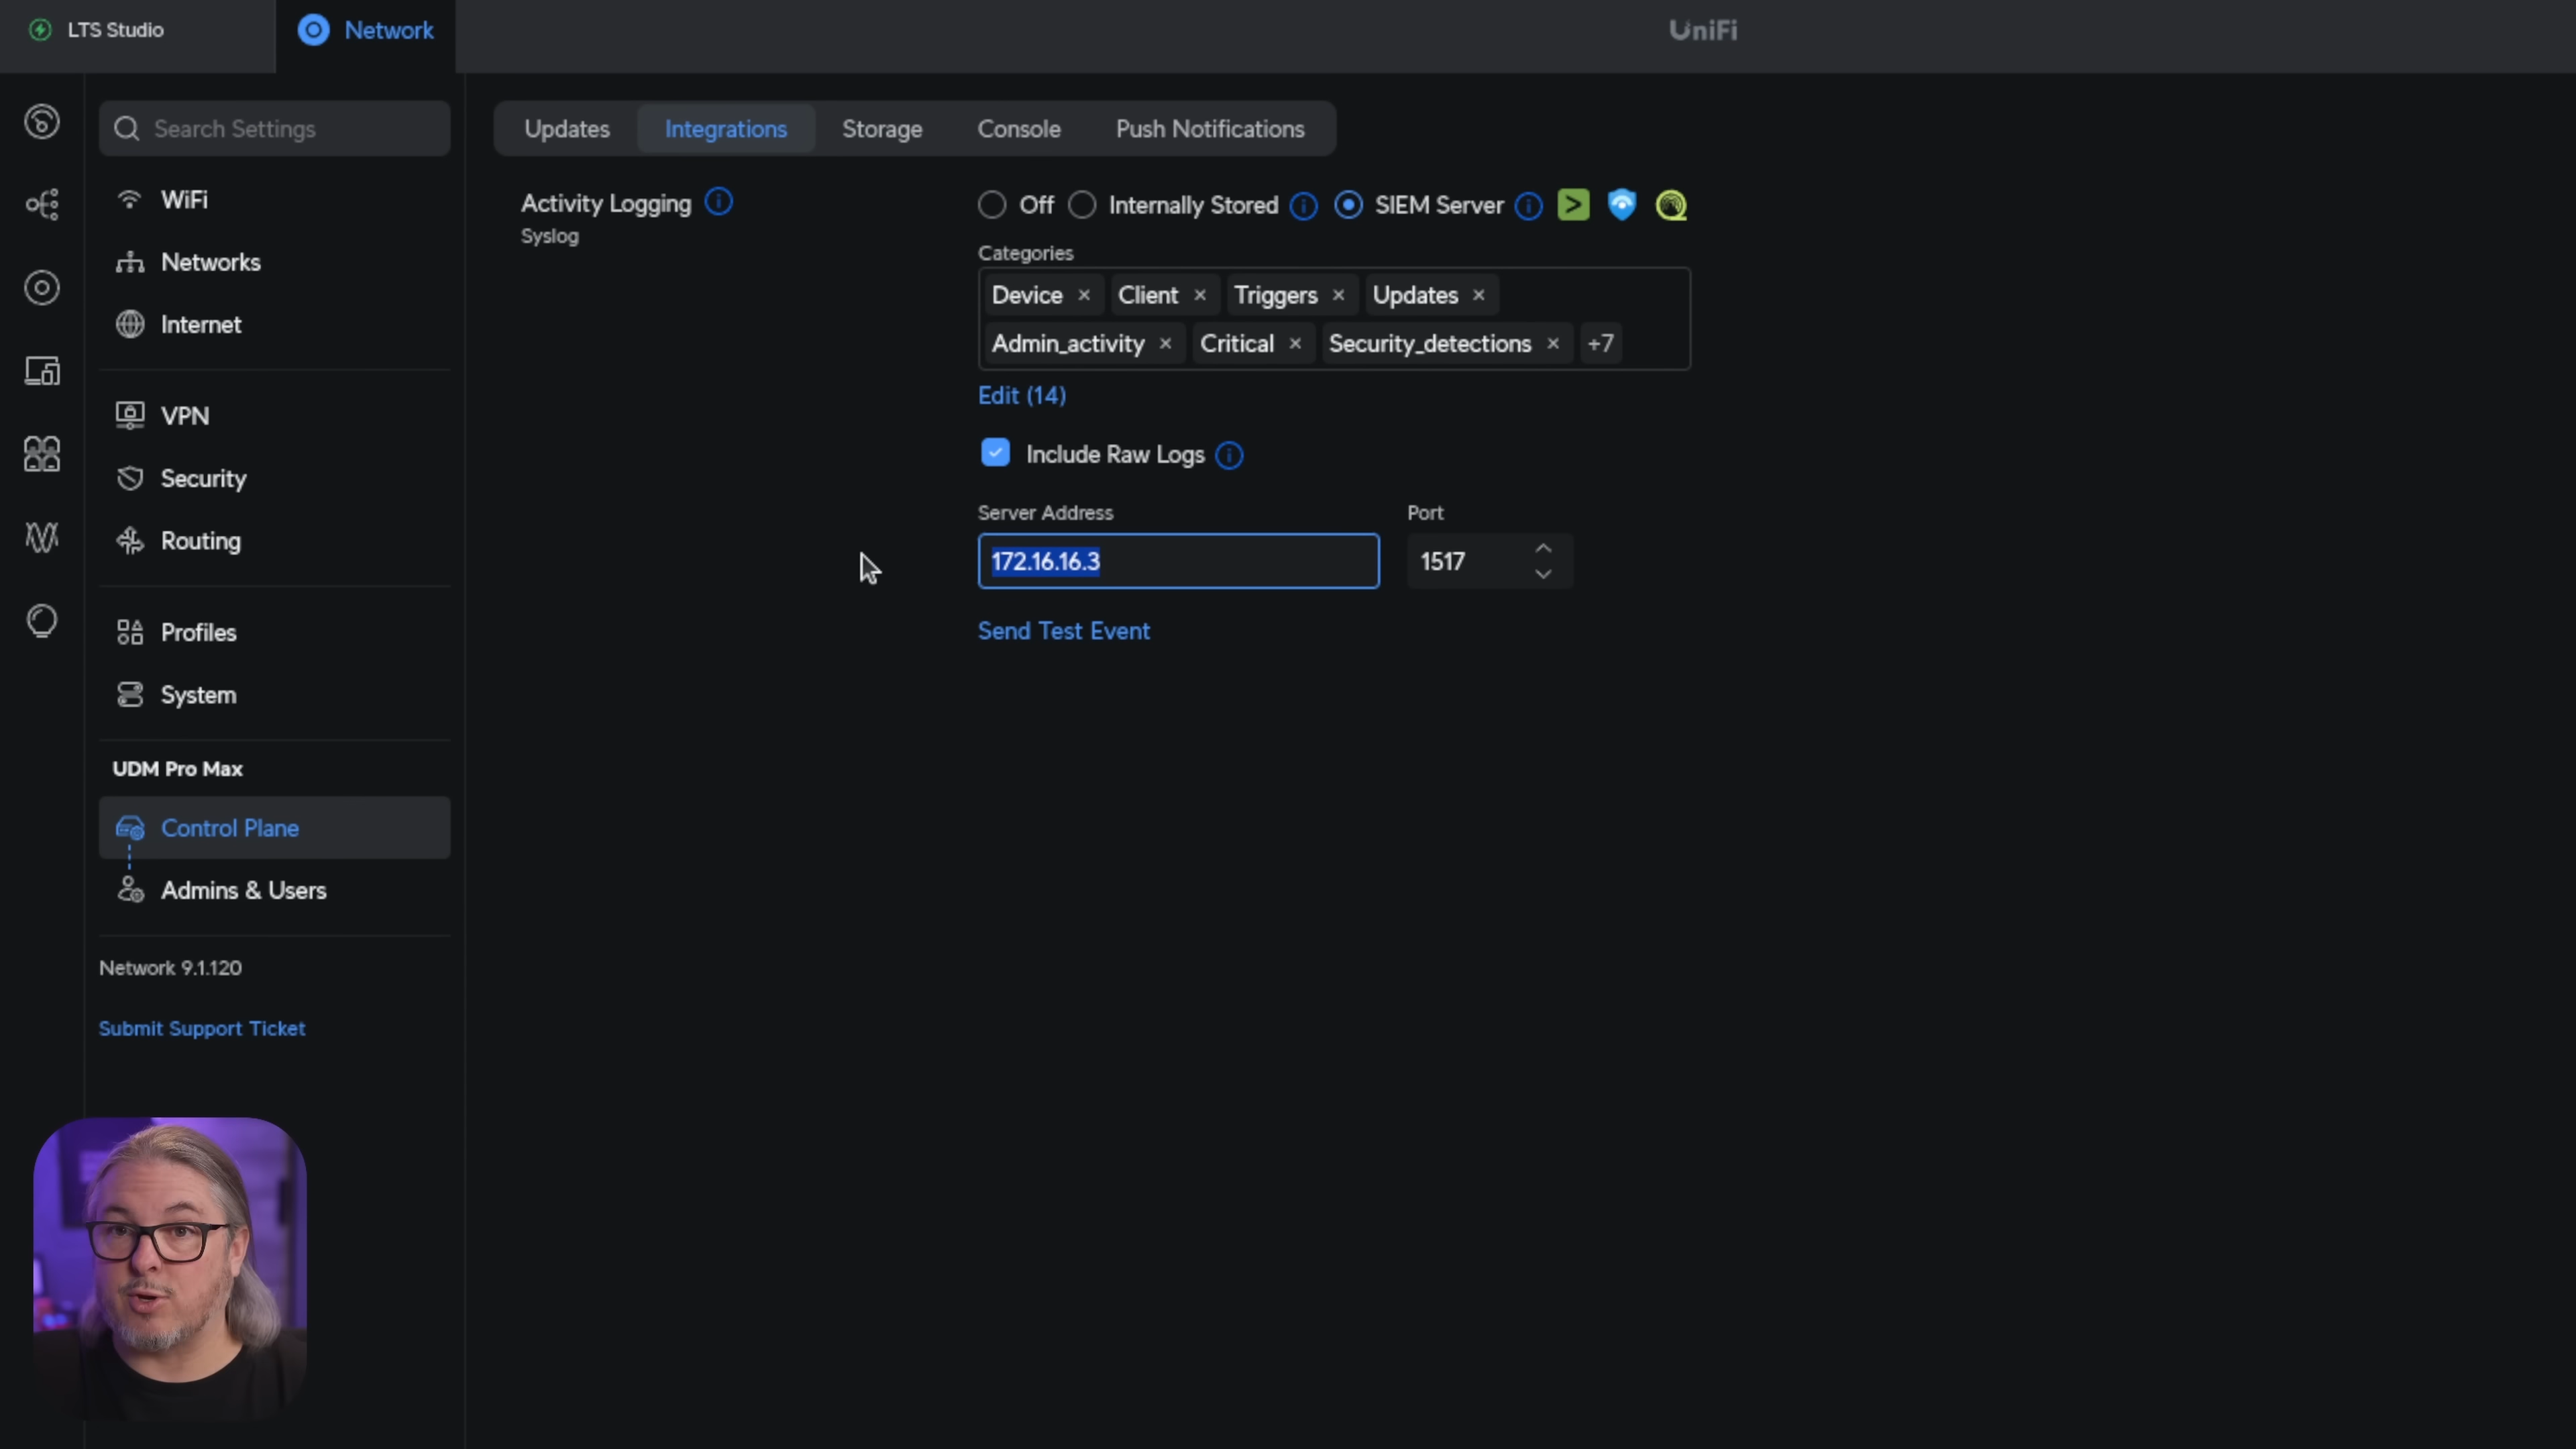 LTS Studio
Network
UniFi
Search Settings
WiFi
Networks
Internet
VPN
Security
Routing
Profiles
System
UDM Pro Max
Control Plane
Admins & Users
Network 9.1.120
Submit Support Ticket
Updates
Integrations
Storage
Console
Push Notifications
Activity Logging
Syslog
Off
Internally Stored
SIEM Server
Categories
Device
Client
Triggers
Updates
Admin_activity
Critical
Security_detections
+7
Edit (14)
Include Raw Logs
Server Address
Port
172.16.16.3
1517
Send Test Event